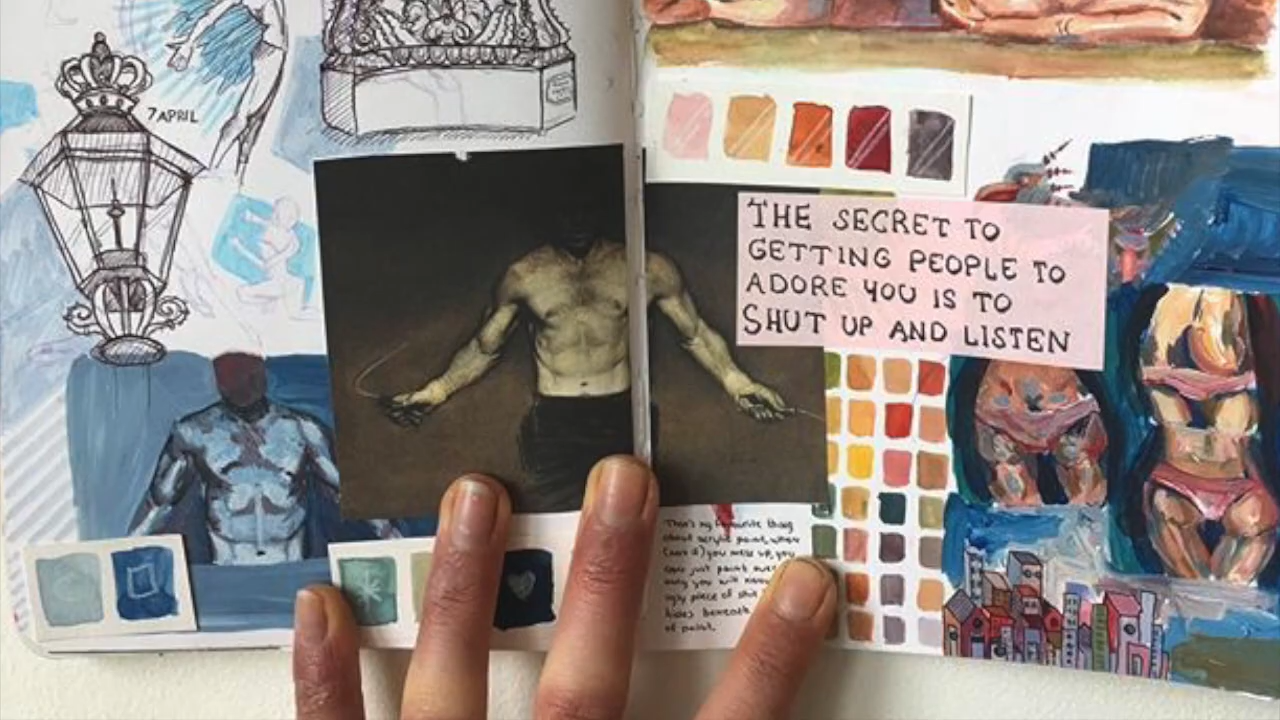 7 APRIL
THE SECRET TO
GETTING PEOPLE TO
ADORE YOU IS TO
SHUT UP AND LISTEN
That's my favourite thing
about acrylic paint, when
you mess up, you
can just paint over
only you will know
ugly piece of shit
hides beneath
of paint.